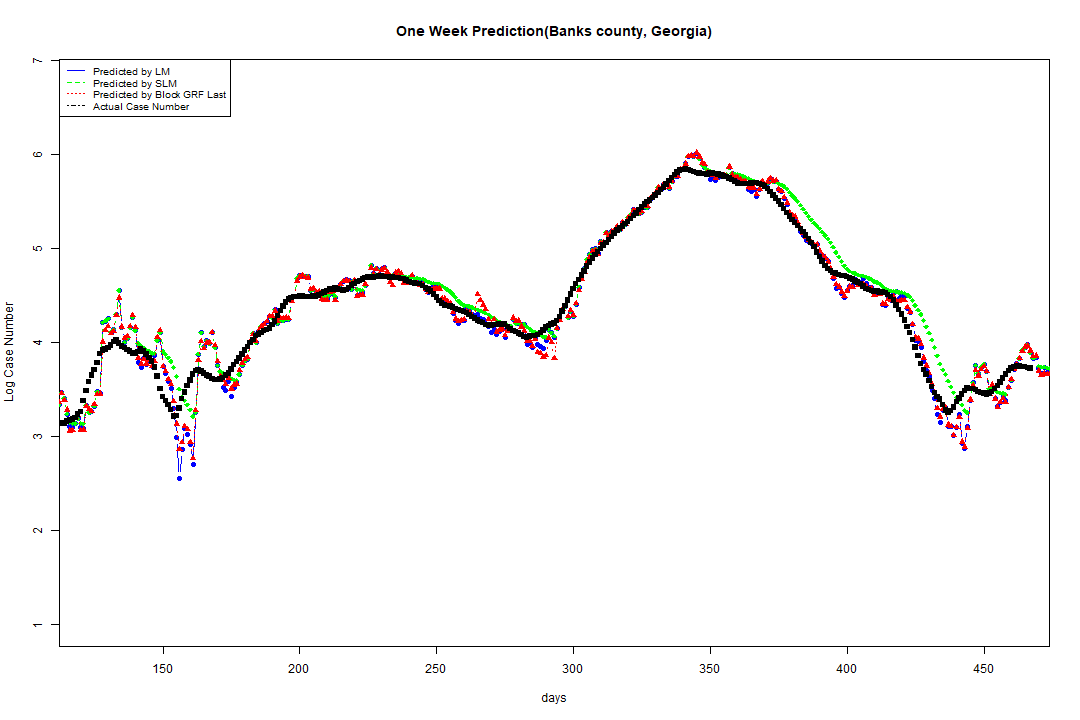 One Week Prediction(Banks county, Georgia)
Predicted by LM
Predicted by SLM
Predicted by Block GRF Last
Actual Case Number
7
6
5
4
3
2
1
Log Case Number
150 200 250 300 350 400 450
days